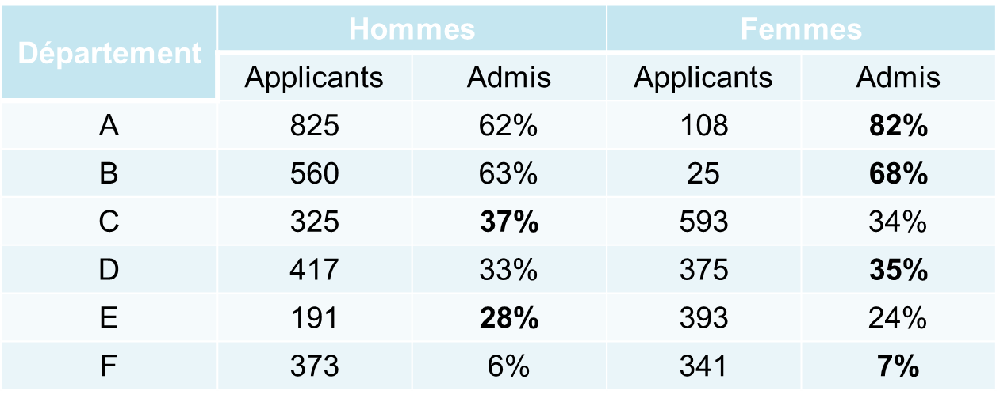 Département Hommes Femmes
Applicants Admis Applicants Admis
A 825 62% 108 82%
B 560 63% 25 68%
C 325 37% 593 34%
D 417 33% 375 35%
E 191 28% 393 24%
F 373 6% 341 7%